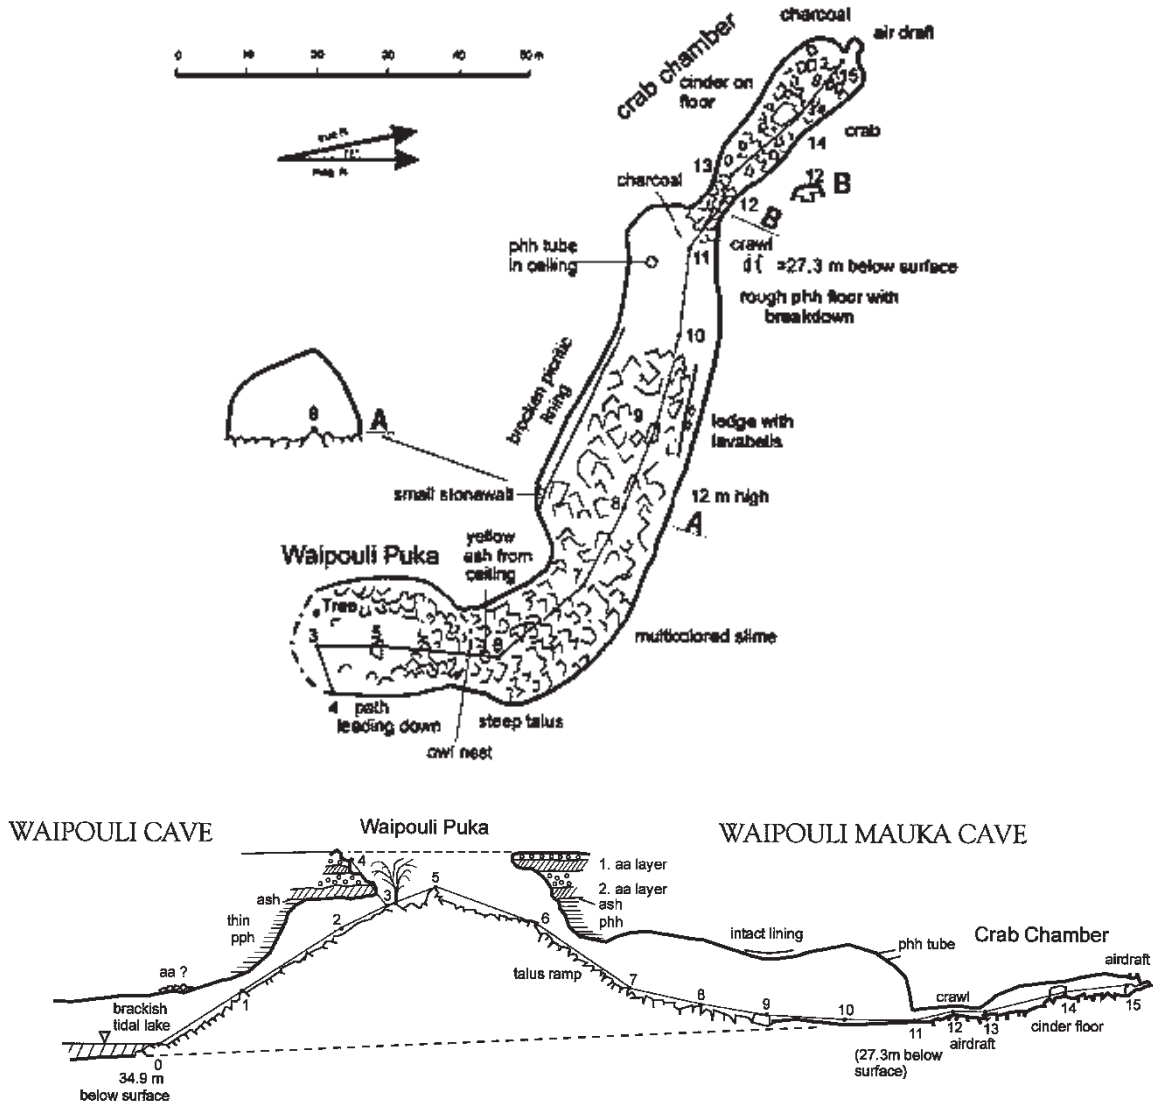 0 10 20 30 40 50 m
true N.
mag. N.
crab chamber
charcoal
air draft
cinder on
floor
15
crab
14
13
charcoal
12
B
12
B
crawl
11
phh tube
in ceiling
=27.3 m below surface
rough phh floor with
breakdown
10
broken picritic
lining
9
ledge with
lavaballs
8
A
small stonewall
8
12 m high
A
yellow
ash from
ceiling
Waipouli Puka
Tree
3
5
6
7
multicolored slime
4 path
leading down
steep talus
owl nest
WAIPOULI CAVE
Waipouli Puka
WAIPOULI MAUKA CAVE
4
1. aa layer
2. aa layer
ash
phh
ash
3
5
thin
pph
2
6
intact lining
phh tube
Crab Chamber
airdraft
aa ?
talus ramp
brackish
tidal lake
1
7
8
9
10
11
crawl
12
13
14
15
airdraft
cinder floor
0
34.9 m
below surface
(27.3m below
surface)